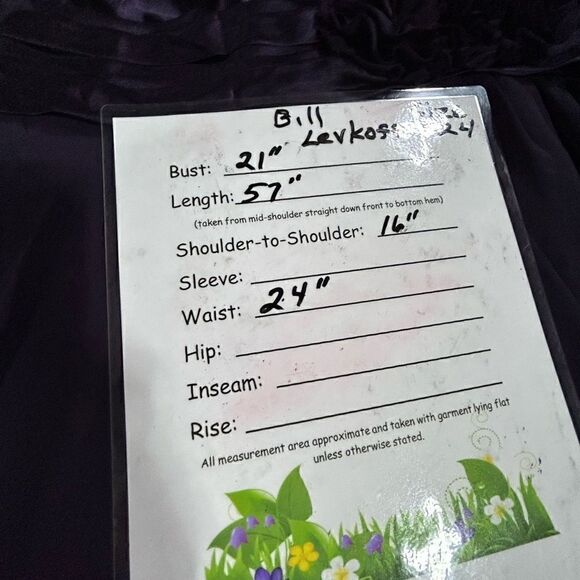 Bill
Levkoff 24
Bust: 21"
Length: 57"
(taken from mid-shoulder straight down front to bottom hem)
Shoulder-to-Shoulder: 16"
Sleeve:
Waist: 24"
Hip:
Inseam:
Rise:
All measurement area approximate and taken with garment lying flat
unless otherwise stated.